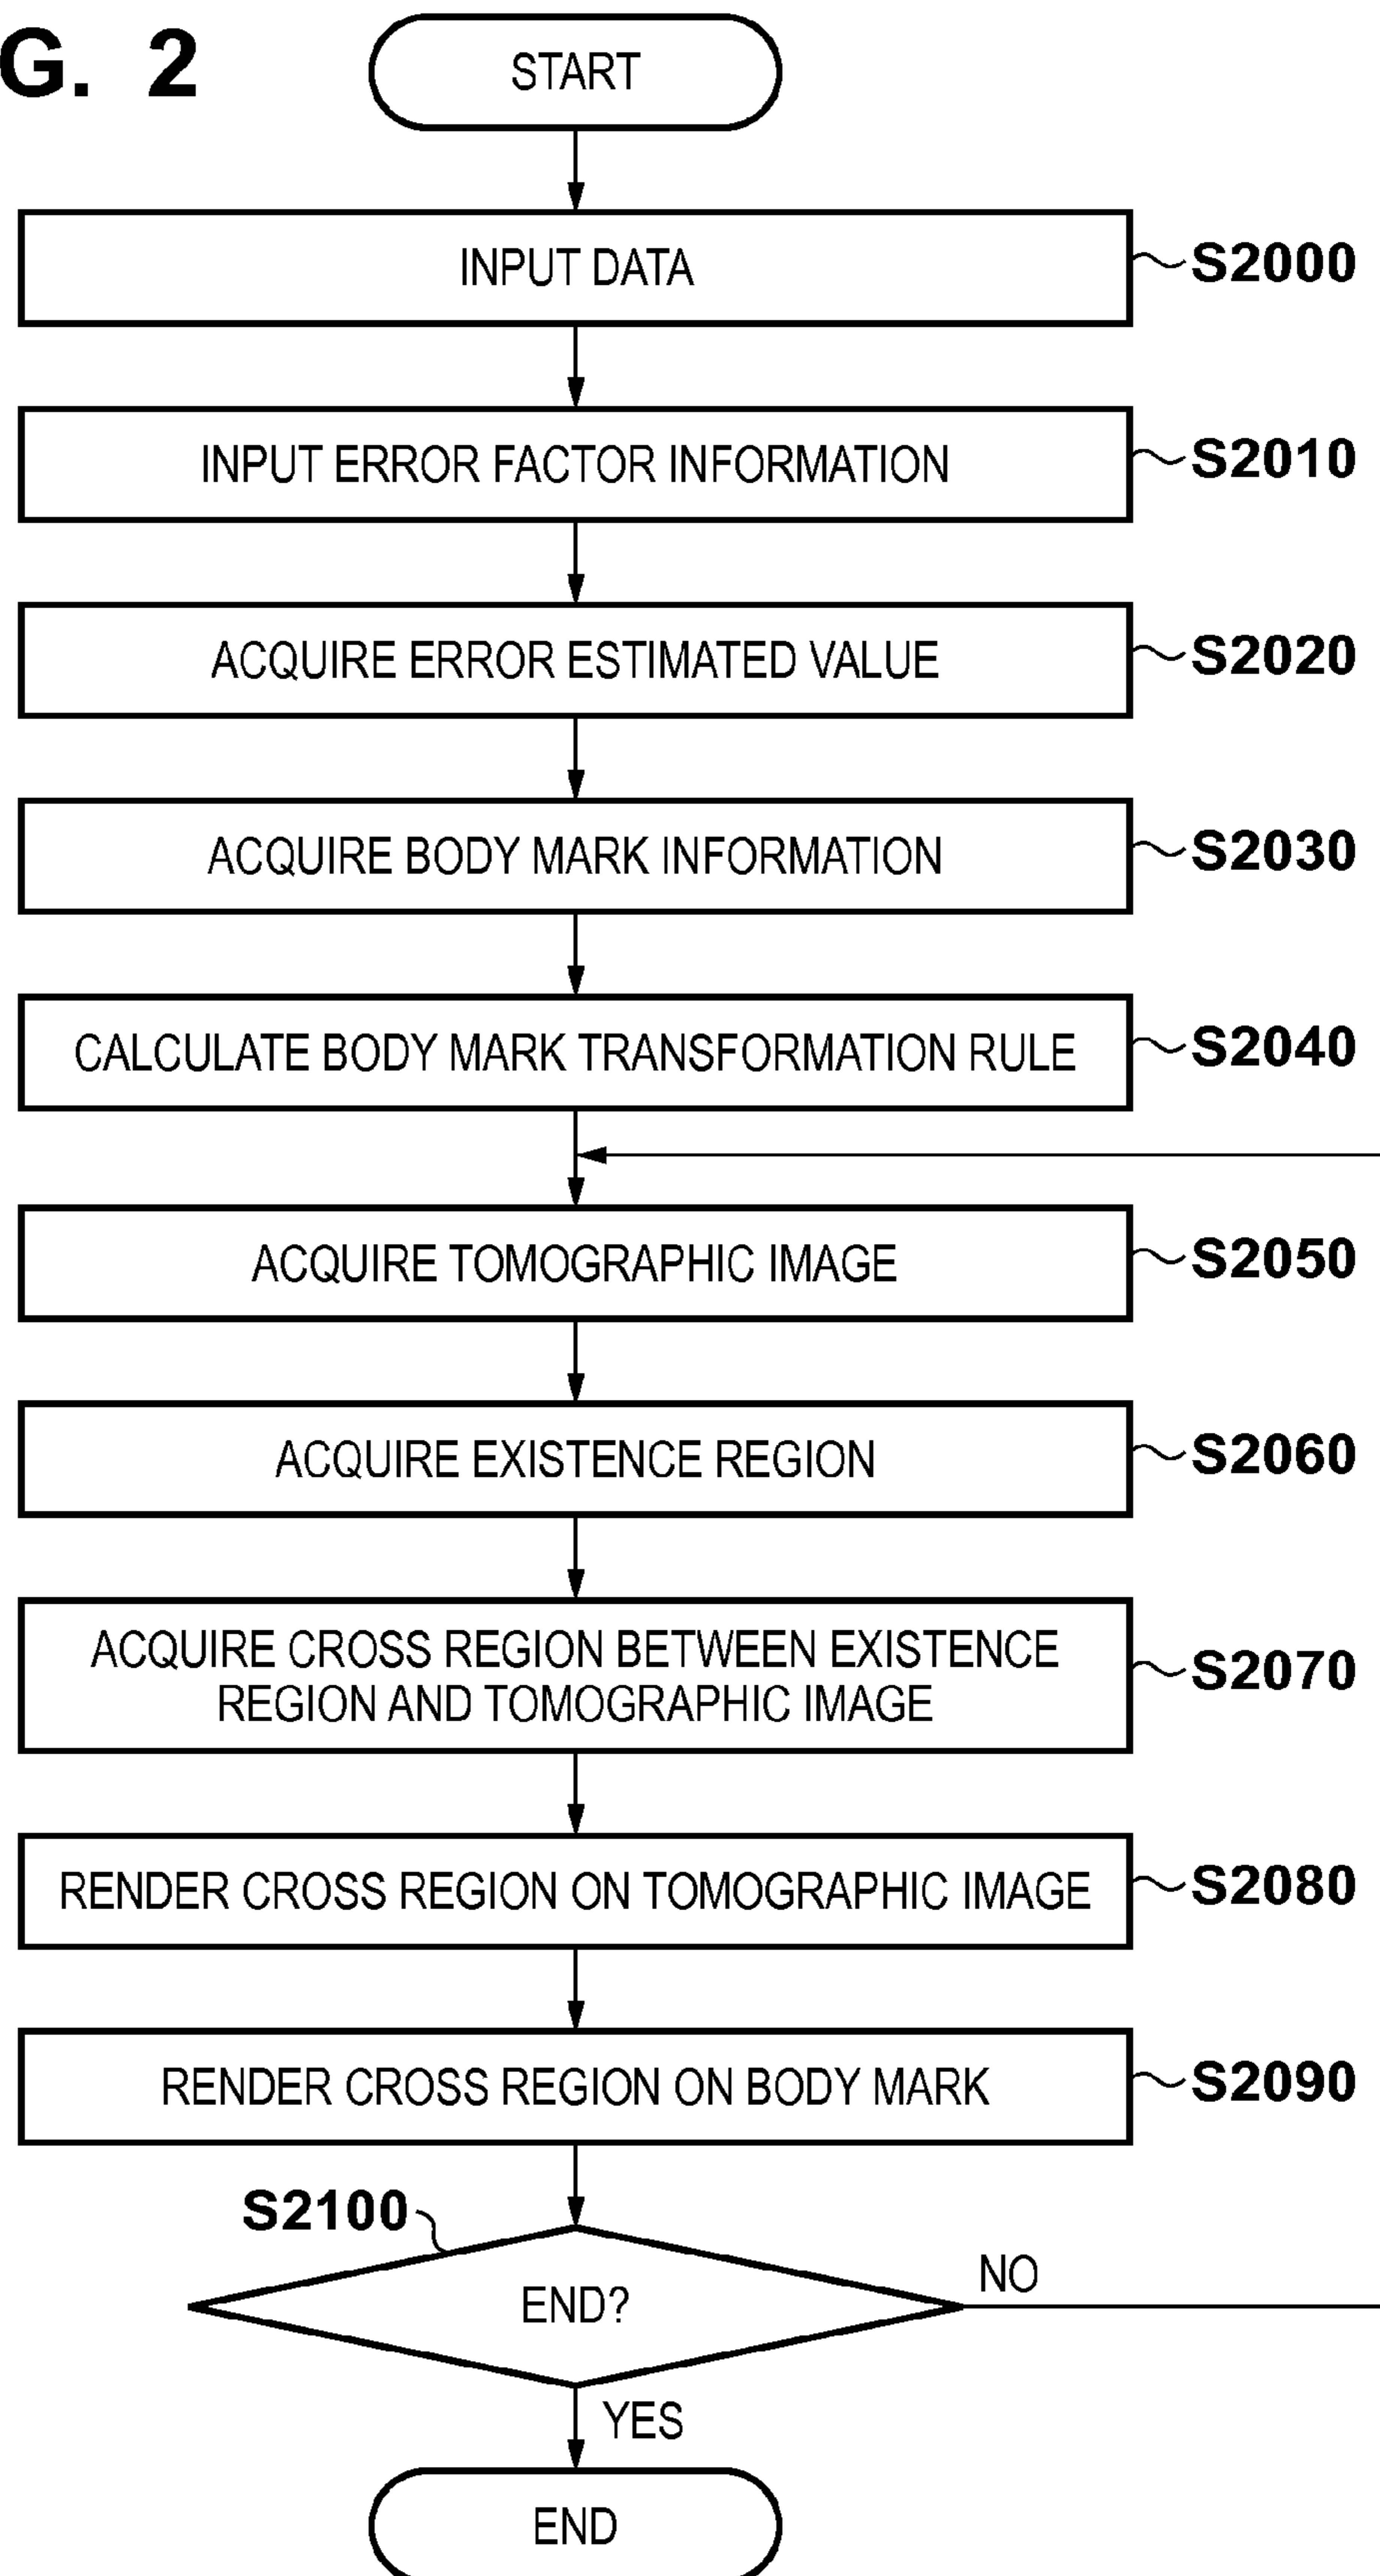 G. 2
START
INPUT DATA
S2000
INPUT ERROR FACTOR INFORMATION
S2010
ACQUIRE ERROR ESTIMATED VALUE
S2020
ACQUIRE BODY MARK INFORMATION
S2030
CALCULATE BODY MARK TRANSFORMATION RULE
S2040
ACQUIRE TOMOGRAPHIC IMAGE
S2050
ACQUIRE EXISTENCE REGION
S2060
ACQUIRE CROSS REGION BETWEEN EXISTENCE
REGION AND TOMOGRAPHIC IMAGE
S2070
RENDER CROSS REGION ON TOMOGRAPHIC IMAGE
S2080
RENDER CROSS REGION ON BODY MARK
S2090
S2100
END?
NO
YES
END